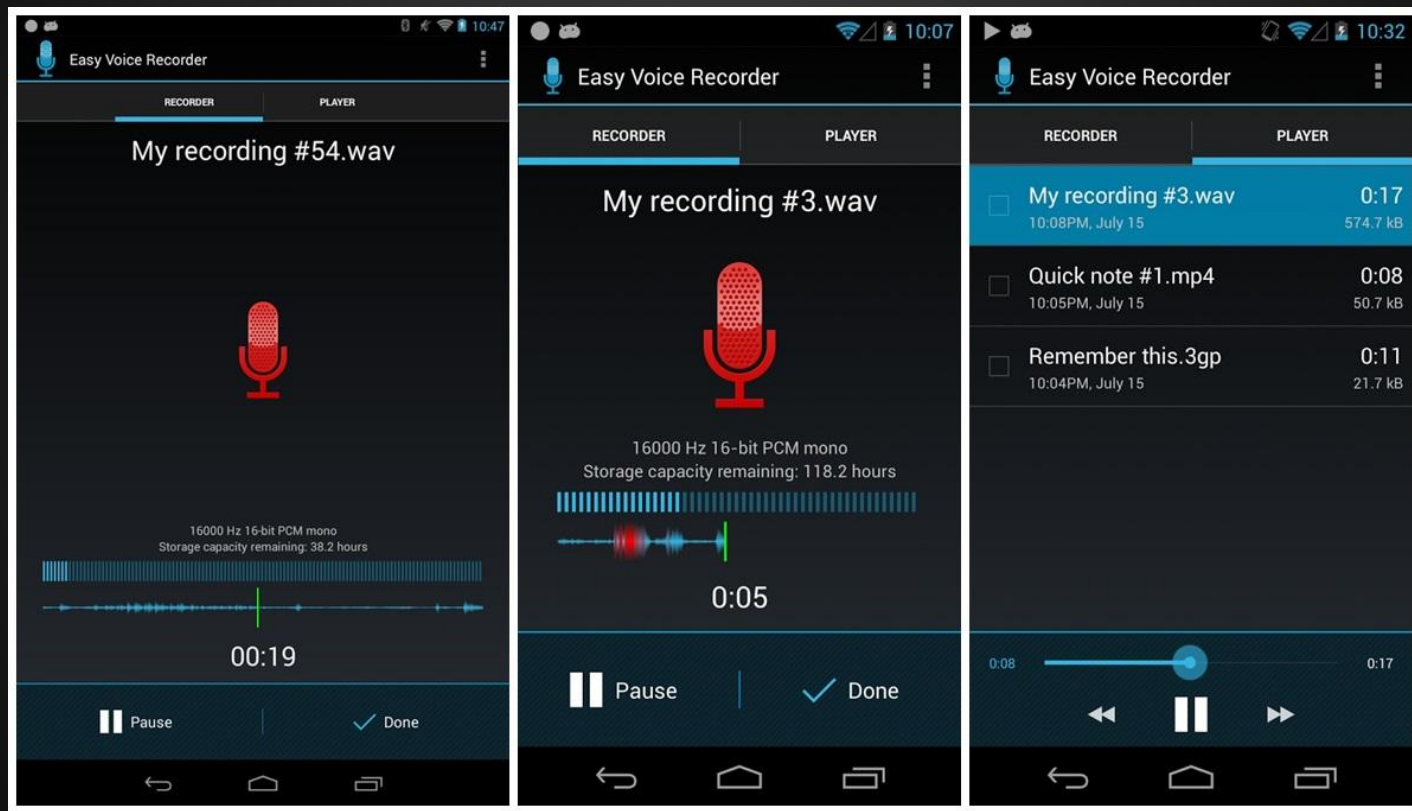 10:47
Easy Voice Recorder
RECORDER PLAYER
My recording #54.wav
16000 Hz 16-bit PCM mono
Storage capacity remaining: 38.2 hours
00:19
Pause Done
10:07
Easy Voice Recorder
RECORDER PLAYER
My recording #3.wav
16000 Hz 16-bit PCM mono
Storage capacity remaining: 118.2 hours
0:05
Pause Done
10:32
Easy Voice Recorder
RECORDER PLAYER
My recording #3.wav 0:17
10:08PM, July 15 574.7 kB
Quick note #1.mp4 0:08
10:05PM, July 15 50.7 kB
Remember this.3gp 0:11
10:04PM, July 15 21.7 kB
0:08 0:17